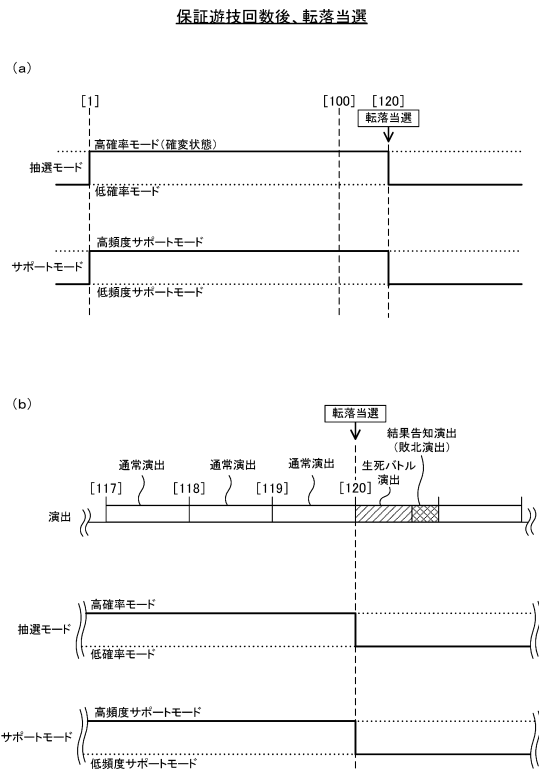 保証遊技回数後、転落当選
(a)
[1] [100] [120]
転落当選
高確率モード(確変状態)
抽選モード
低確率モード
高頻度サポートモード
サポートモード
低頻度サポートモード
(b)
転落当選
結果告知演出
(敗北演出)
通常演出 通常演出 通常演出 生死バトル
演出
[117] [118] [119] [120]
演出
高確率モード
抽選モード
低確率モード
高頻度サポートモード
サポートモード
低頻度サポートモード